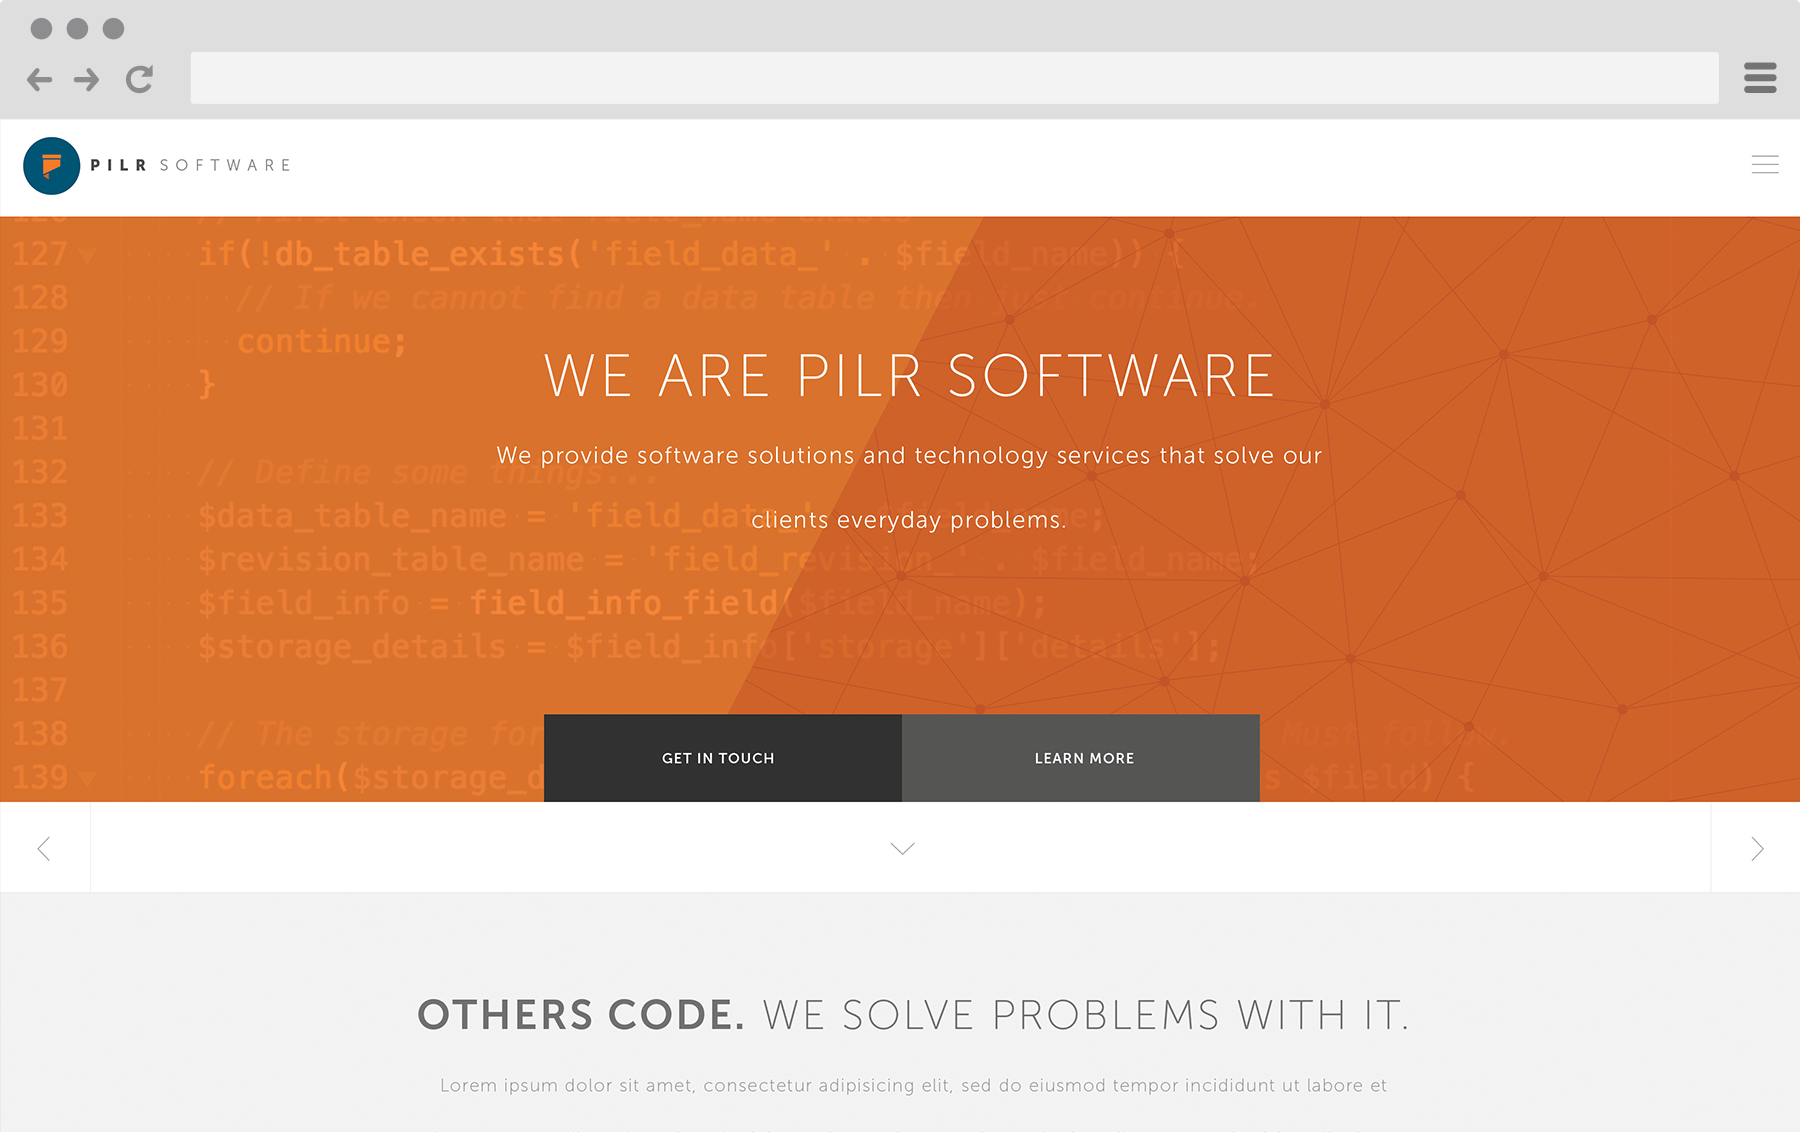 PILR SOFTWARE
127 if(!db_table_exists('field_data_' . $field_name)) {
128 // If we cannot find a data table then just continue.
129 continue;
130 }
WE ARE PILR SOFTWARE
131
We provide software solutions and technology services that solve our
132 // Define some things...
133 $data_table_name = 'field_data_'
clients everyday problems.
134 $revision_table_name = 'field_revision_' . $field_name;
135 $field_info = field_info_field($field_name);
136 $storage_details = $field_info['storage']['details'];
137
138 // The storage for Must follow.
139 foreach($storage_d s $field) {
GET IN TOUCH
LEARN MORE
OTHERS CODE. WE SOLVE PROBLEMS WITH IT.
Lorem ipsum dolor sit amet, consectetur adipisicing elit, sed do eiusmod tempor incididunt ut labore et